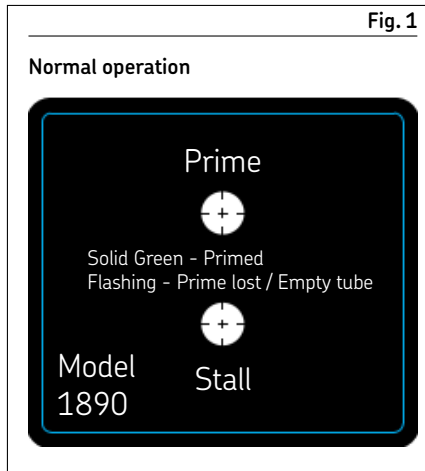 Fig. 1
Normal operation
Prime
Solid Green - Primed
Flashing - Prime lost / Empty tube
Model
1890
Stall